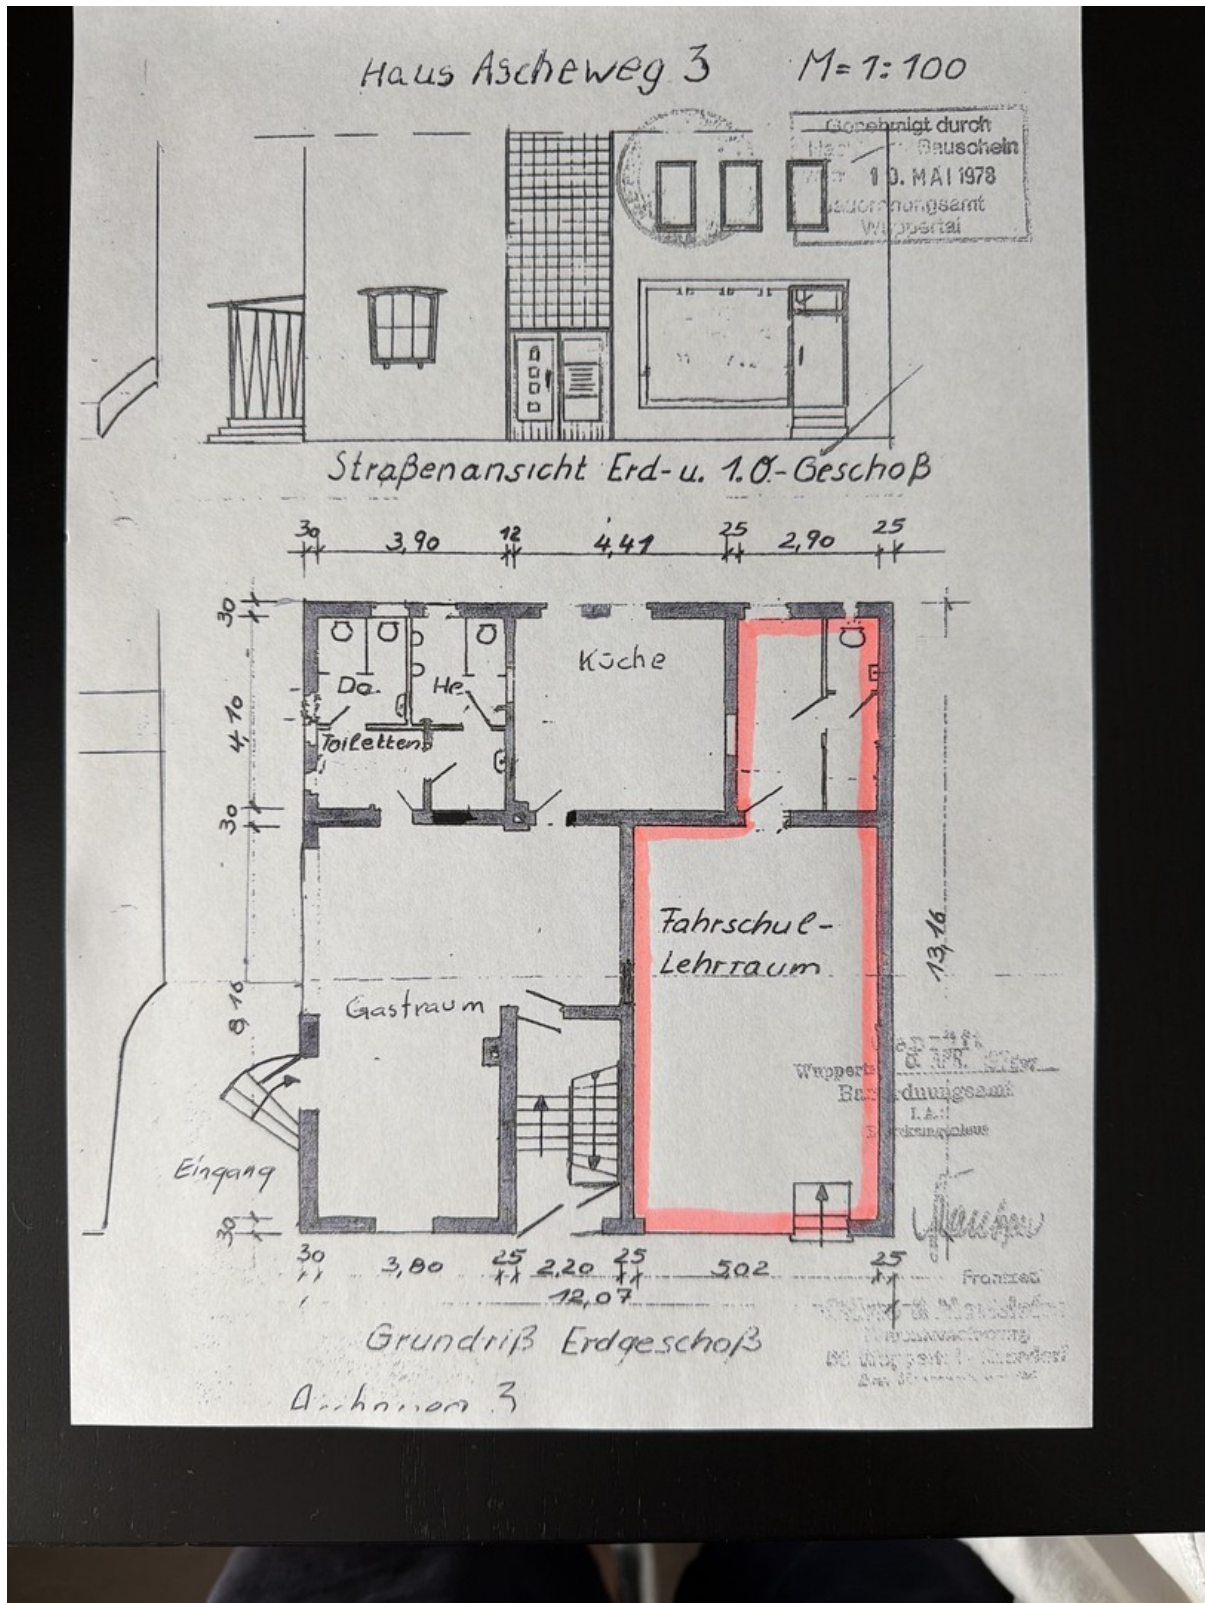 Haus Ascheweg 3 M=1:100
Genehmigt durch
Bauschein
10. MAI 1978
Bauordnungsamt
Wuppertal
Straßenansicht Erd-u. 1.O.-Geschoß
30 3,90 12 4,41 25 2,90 25
30
Küche
Da. He.
4,10
Toiletten
30
Fahrschul-
Lehrraum
13,16
Gastraum
8,16
Wuppertal
Bauordnungsamt
I. A.:
Eingang
30
30 3,80 25 2,20 25 5,02 25
12,07
Grundriß Erdgeschoß
3